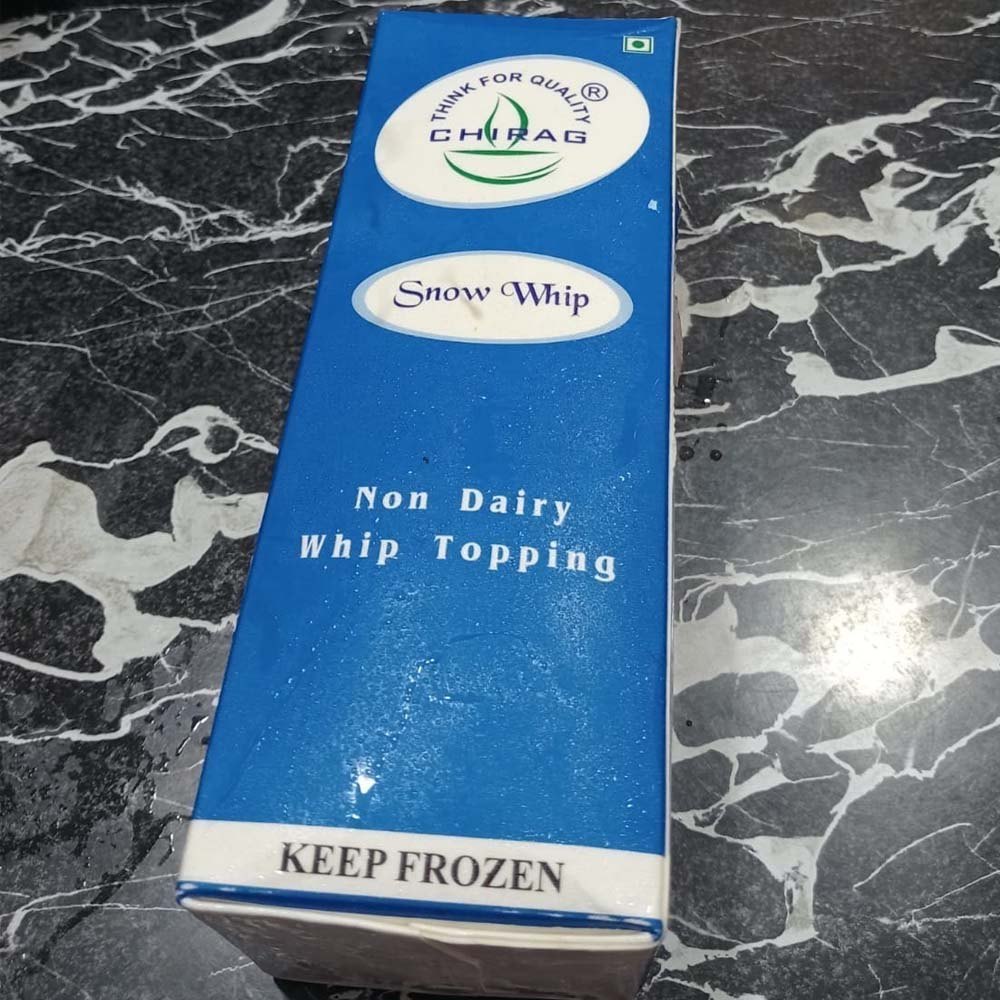 THINK FOR QUALITY ®
CHIRAG
Snow Whip
Non Dairy
Whip Topping
KEEP FROZEN